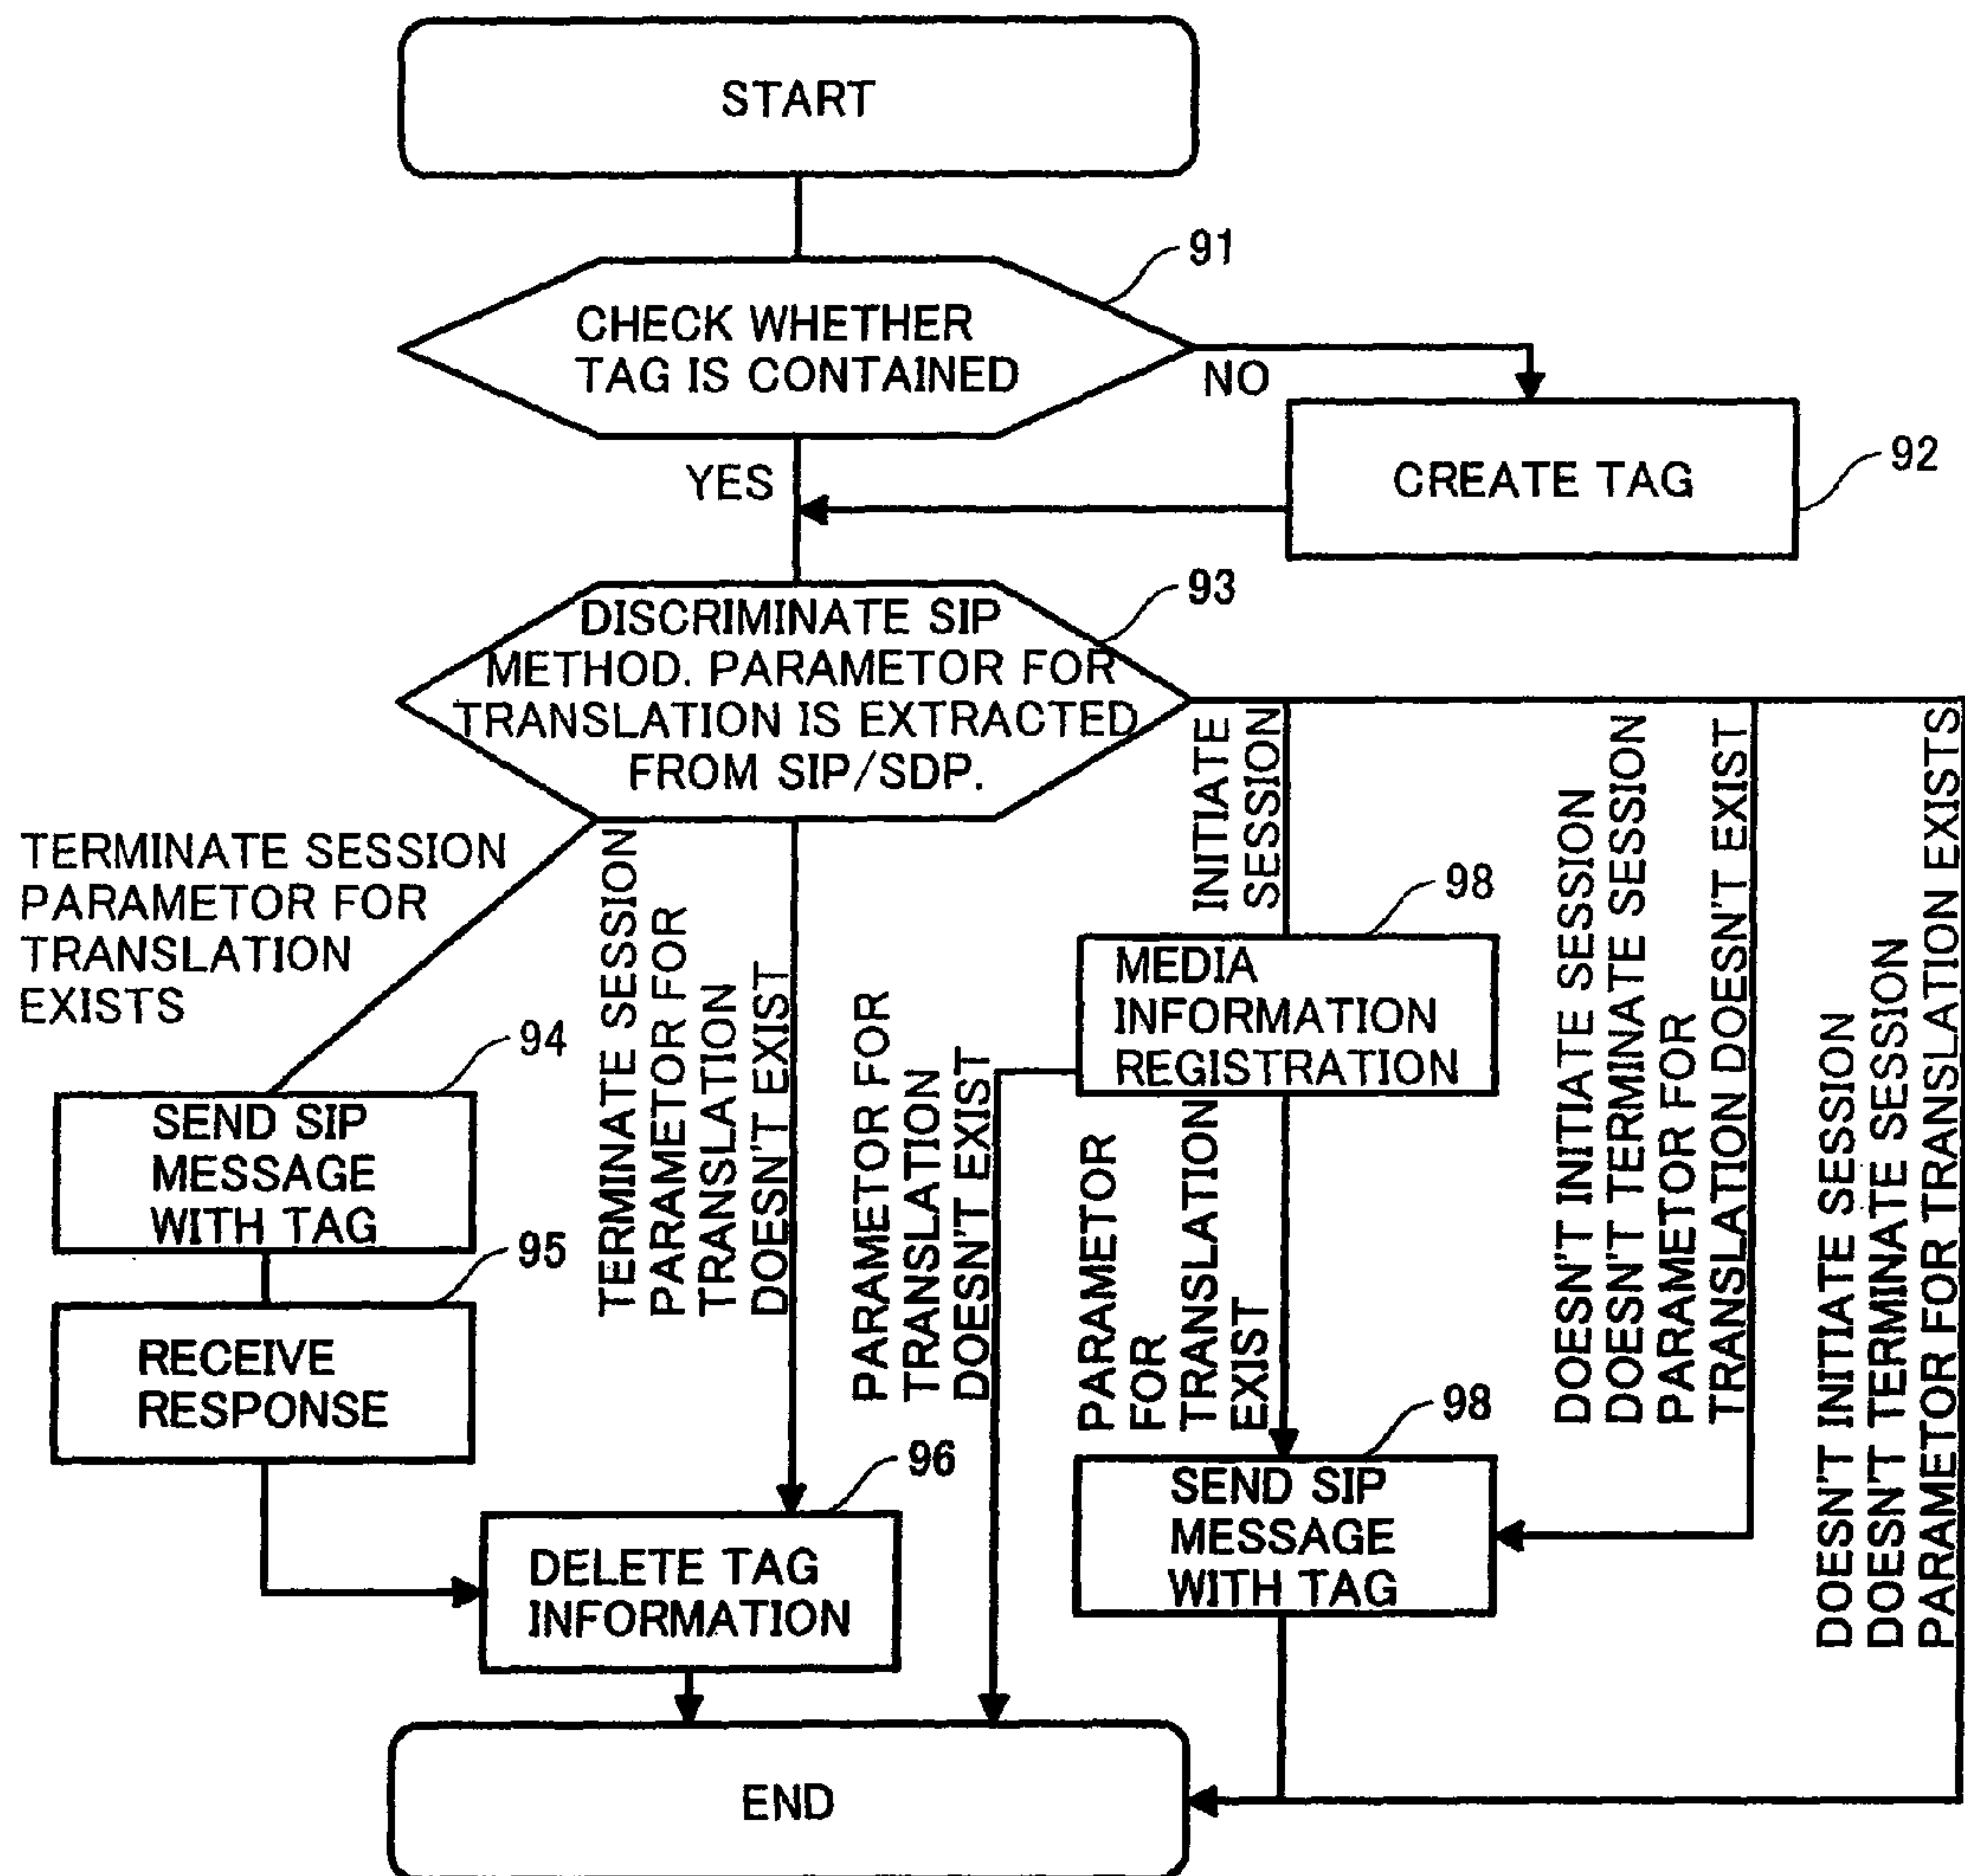 START
91
CHECK WHETHER
TAG IS CONTAINED
NO
YES
CREATE TAG
92
93
DISCRIMINATE SIP
METHOD. PARAMETOR FOR
TRANSLATION IS EXTRACTED
FROM SIP/SDP.
TERMINATE SESSION
PARAMETOR FOR
TRANSLATION
EXISTS
94
SEND SIP
MESSAGE
WITH TAG
95
RECEIVE
RESPONSE
TERMINATE SESSION
PARAMETOR FOR
TRANSLATION
DOESN'T EXIST
96
DELETE TAG
INFORMATION
INITIATE
SESSION
98
MEDIA
INFORMATION
REGISTRATION
PARAMETOR FOR
TRANSLATION
DOESN'T EXIST
PARAMETOR
FOR
TRANSLATION
EXIST
98
SEND SIP
MESSAGE
WITH TAG
DOESN'T INITIATE SESSION
DOESN'T TERMINATE SESSION
PARAMETOR FOR
TRANSLATION DOESN'T EXIST
DOESN'T INITIATE SESSION
DOESN'T TERMINATE SESSION
PARAMETOR FOR TRANSLATION EXISTS
END